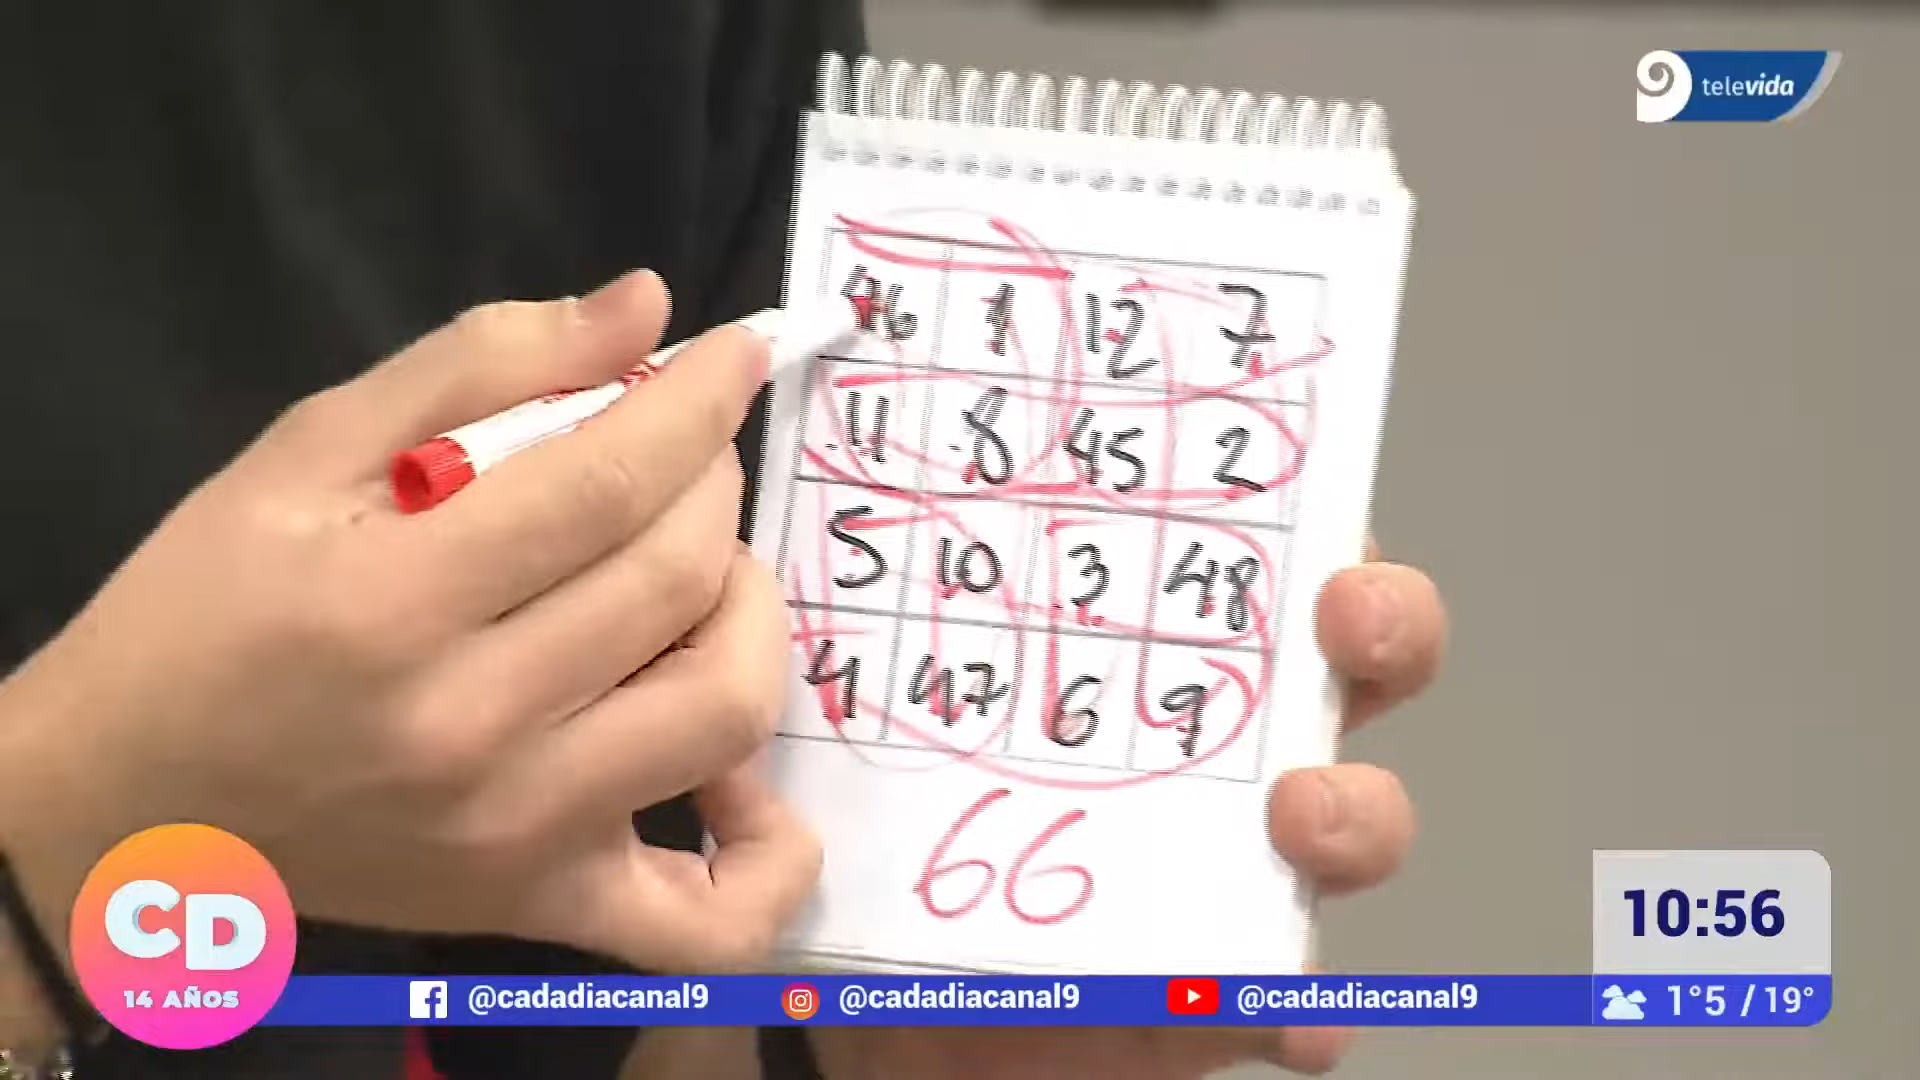 televida
46 1 12 7
11 8 45 2
5 10 3 48
4 47 6 9
66
CD
14 AÑOS
@cadadiacanal9
@cadadiacanal9
@cadadiacanal9
10:56
1°5 / 19°